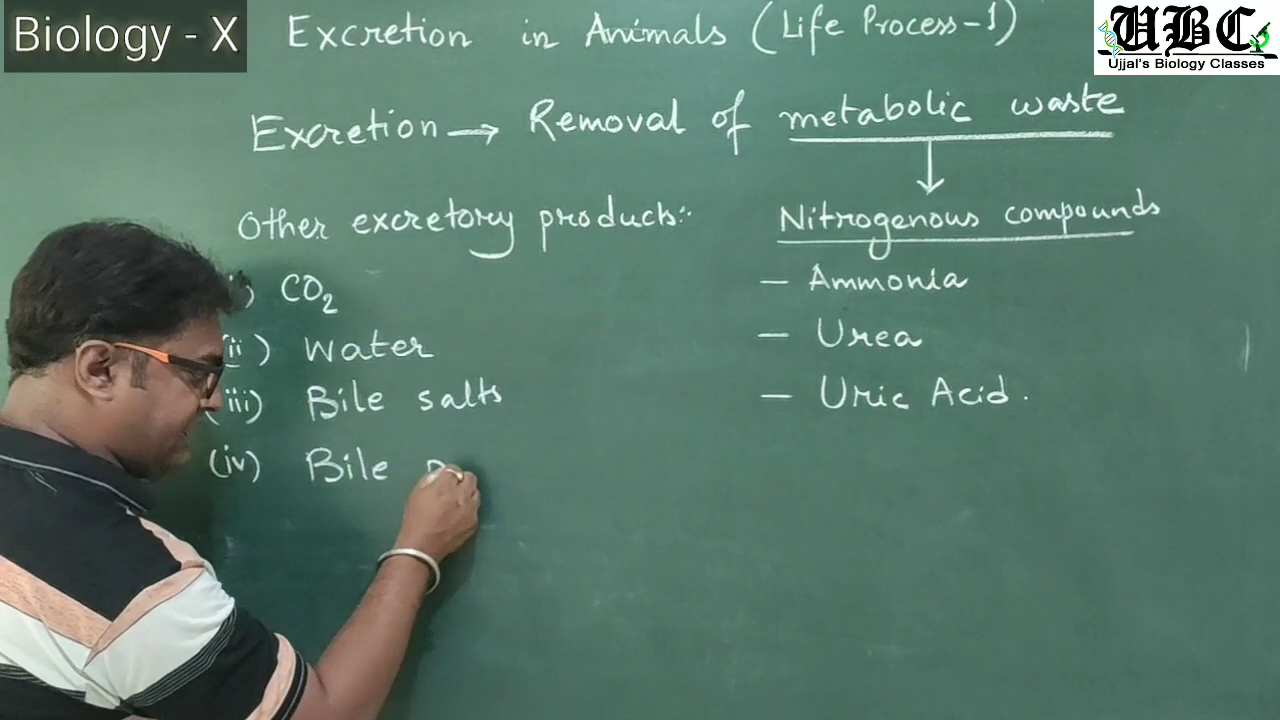 Biology - X
Excretion in Animals (Life Process-1)
UBC
Ujjal's Biology Classes
Excretion → Removal of metabolic waste
Other excretory products:-
) CO2
(ii) Water
(iii) Bile salts
(iv) Bile
Nitrogenous compounds
- Ammonia
- Urea
- Uric Acid.